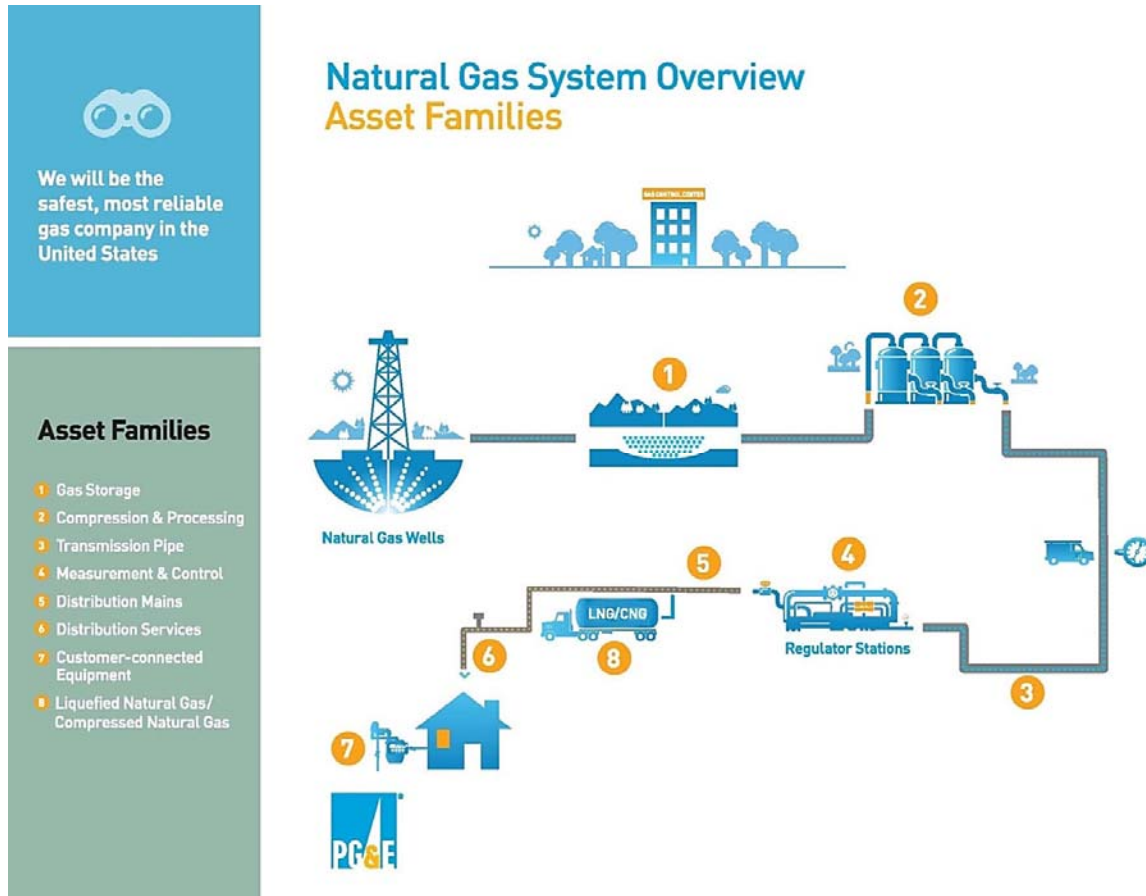 We will be the
safest, most reliable
gas company in the
United States
Asset Families
1 Gas Storage
2 Compression & Processing
3 Transmission Pipe
4 Measurement & Control
5 Distribution Mains
6 Distribution Services
7 Customer-connected
Equipment
8 Liquefied Natural Gas/
Compressed Natural Gas
Natural Gas System Overview
Asset Families
GAS CONTROL CENTER
2
1
Natural Gas Wells
5
4
LNG/CNG
Regulator Stations
6
8
3
7
PG&E